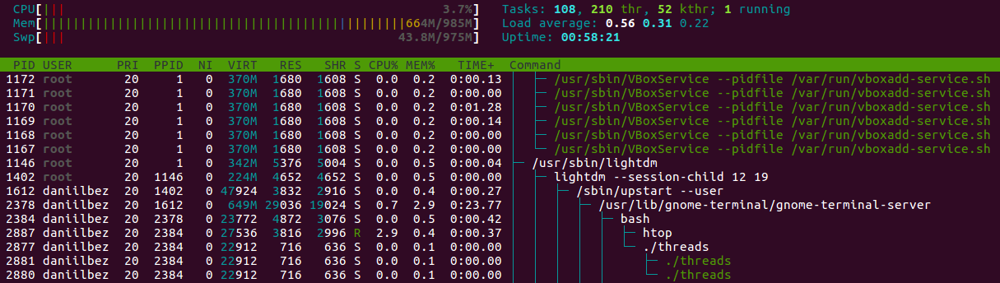 CPU[||| 3.7%] Tasks: 108, 210 thr, 52 kthr; 1 running
Mem[||||||||||||||||||||||||||||||||||||||||||||||||||||||664M/985M] Load average: 0.56 0.31 0.22
Swp[||| 43.8M/975M] Uptime: 00:58:21
PID USER PRI PPID NI VIRT RES SHR S CPU% MEM% TIME+ Command
1172 root 20 1 0 370M 1680 1608 S 0.0 0.2 0:00.13 │ ├─ /usr/sbin/VBoxService --pidfile /var/run/vboxadd-service.sh
1171 root 20 1 0 370M 1680 1608 S 0.0 0.2 0:00.00 │ ├─ /usr/sbin/VBoxService --pidfile /var/run/vboxadd-service.sh
1170 root 20 1 0 370M 1680 1608 S 0.0 0.2 0:01.28 │ ├─ /usr/sbin/VBoxService --pidfile /var/run/vboxadd-service.sh
1169 root 20 1 0 370M 1680 1608 S 0.0 0.2 0:00.14 │ ├─ /usr/sbin/VBoxService --pidfile /var/run/vboxadd-service.sh
1168 root 20 1 0 370M 1680 1608 S 0.0 0.2 0:00.00 │ ├─ /usr/sbin/VBoxService --pidfile /var/run/vboxadd-service.sh
1167 root 20 1 0 370M 1680 1608 S 0.0 0.2 0:00.00 │ └─ /usr/sbin/VBoxService --pidfile /var/run/vboxadd-service.sh
1146 root 20 1 0 342M 5376 5004 S 0.0 0.5 0:00.04 ├─ /usr/sbin/lightdm
1402 root 20 1146 0 224M 4652 4652 S 0.0 0.5 0:00.00 │ ├─ lightdm --session-child 12 19
1612 daniilbez 20 1402 0 47924 3832 2916 S 0.0 0.4 0:00.27 │ │ ├─ /sbin/upstart --user
2378 daniilbez 20 1612 0 649M 29036 19024 S 0.7 2.9 0:23.77 │ │ │ ├─ /usr/lib/gnome-terminal/gnome-terminal-server
2384 daniilbez 20 2378 0 23772 4872 3076 S 0.0 0.5 0:00.42 │ │ │ │ ├─ bash
2887 daniilbez 20 2384 0 27536 3816 2996 R 2.9 0.4 0:00.37 │ │ │ │ │ ├─ htop
2877 daniilbez 20 2384 0 22912 716 636 S 0.0 0.1 0:00.00 │ │ │ │ │ └─ ./threads
2881 daniilbez 20 2384 0 22912 716 636 S 0.0 0.1 0:00.00 │ │ │ │ │ ├─ ./threads
2880 daniilbez 20 2384 0 22912 716 636 S 0.0 0.1 0:00.00 │ │ │ │ │ └─ ./threads